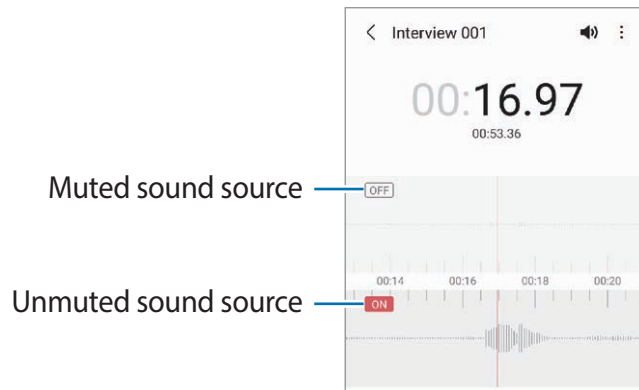 Interview 001
00:16.97
00:53.36
Muted sound source
OFF
00:14 00:16 00:18 00:20
Unmuted sound source
ON